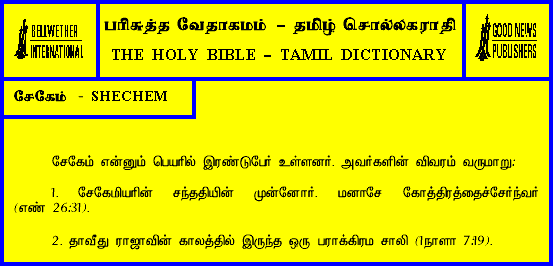 BELLWETHER
INTERNATIONAL
பரிசுத்த வேதாகமம் – தமிழ் சொல்லகராதி
THE HOLY BIBLE – TAMIL DICTIONARY
GOOD NEWS
PUBLISHERS
சேகேம் - SHECHEM
சேகேம் என்னும் பெயரில் இரண்டுபேர் உள்ளனர். அவர்களின் விவரம் வருமாறு:
1. சேகேமியரின் சந்ததியின் முன்னோர். மனாசே கோத்திரத்தைச்சேர்ந்வர்
(எண் 26:31).
2. தாவீது ராஜாவின் காலத்தில் இருந்த ஒரு பராக்கிரம சாலி (1நாளா 7:19).